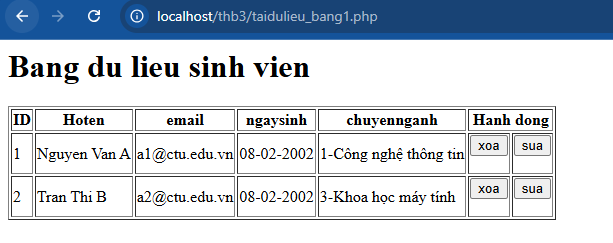 localhost/thb3/taidulieu_bang1.php
Bang du lieu sinh vien
ID Hoten email ngaysinh chuyennganh Hanh dong
1 Nguyen Van A a1@ctu.edu.vn 08-02-2002 1-Công nghệ thông tin xoa sua
2 Tran Thi B a2@ctu.edu.vn 08-02-2002 3-Khoa học máy tính xoa sua